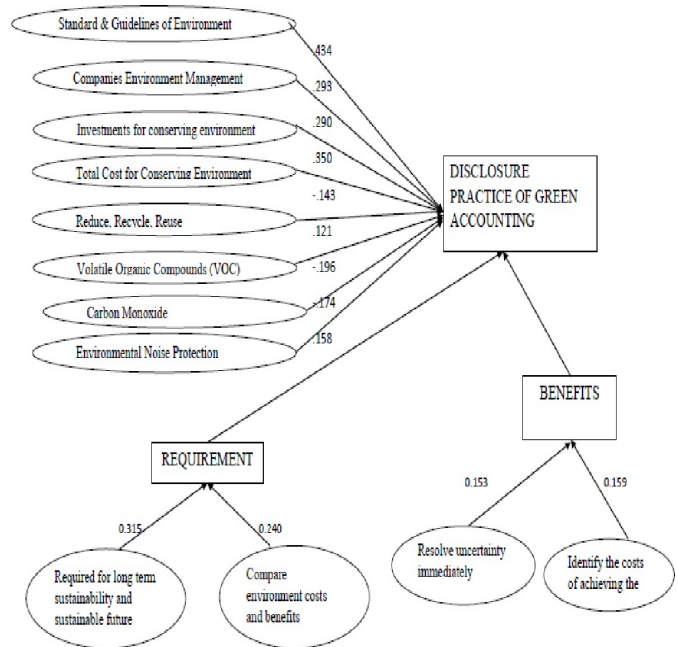 Standard & Guidelines of Environment
.434
Companies Environment Management
.293
Investments for conserving environment
.290
Total Cost for Conserving Environment
.350
-.143
Reduce, Recycle, Reuse
.121
Volatile Organic Compounds (VOC)
-.196
Carbon Monoxide
-.174
Environmental Noise Protection
.158
DISCLOSURE
PRACTICE OF GREEN
ACCOUNTING
BENEFITS
REQUIREMENT
0.153
0.159
0.315
0.240
Required for long term
sustainability and
sustainable future
Compare
environment costs
and benefits
Resolve uncertainty
immediately
Identify the costs
of achieving the